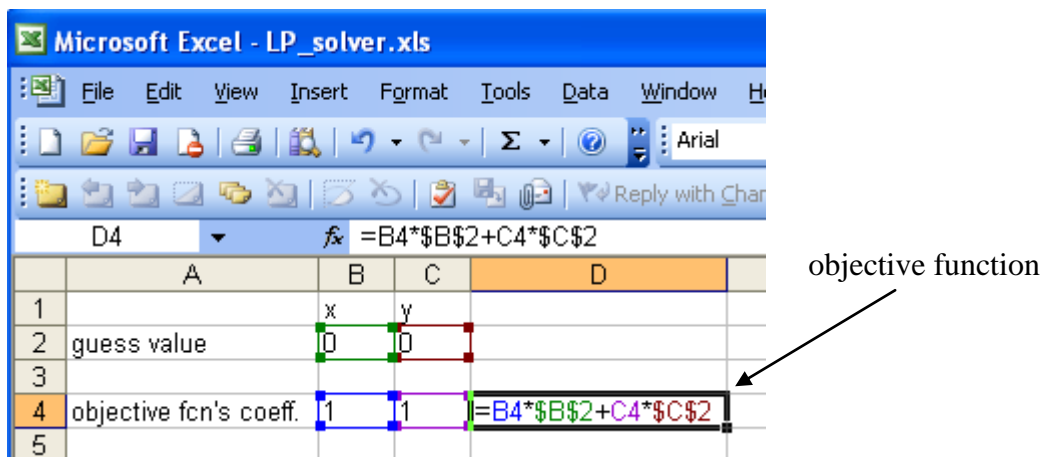 Microsoft Excel - LP_solver.xls
File Edit View Insert Format Tools Data Window
Σ Arial
Reply with
D4 fx =B4*$B$2+C4*$C$2
A B C D
objective function
1 x y
2 guess value 0 0
3
4 objective fcn's coeff. 1 1 =B4*$B$2+C4*$C$2
5